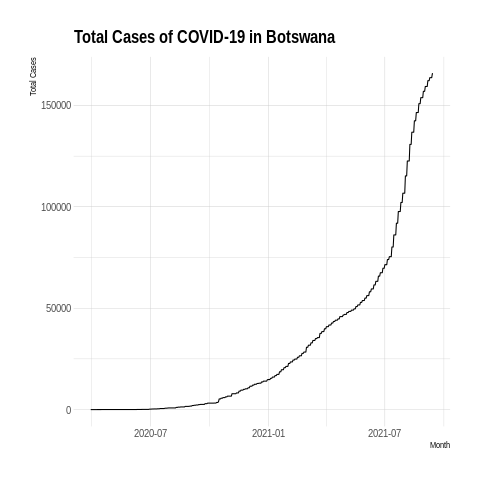 Total Cases of COVID-19 in Botswana
Total Cases
150000
100000
50000
0
2020-07
2021-01
2021-07
Month